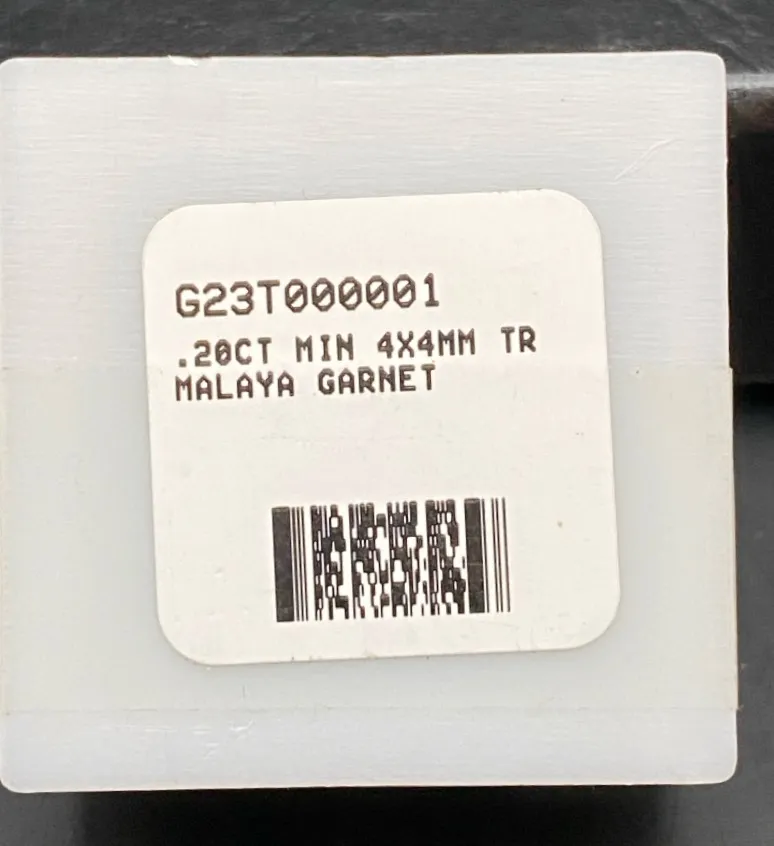 G23T000001
.20CT MIN 4X4MM TR
MALAYA GARNET